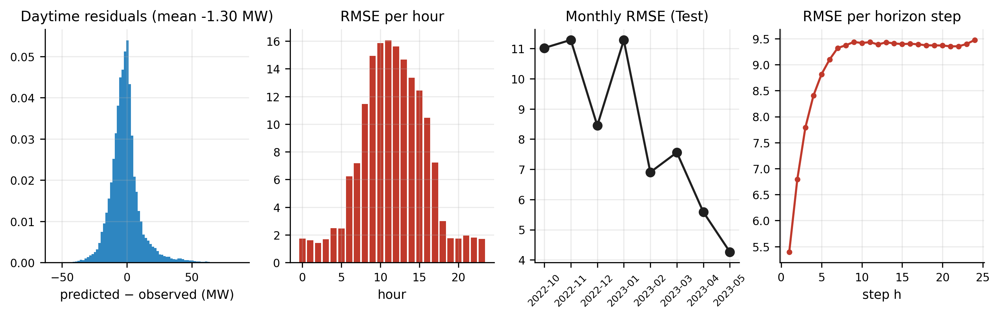 Daytime residuals (mean -1.30 MW)
0.05
0.04
0.03
0.02
0.01
0.00
−50 0 50
predicted − observed (MW)
RMSE per hour
16
14
12
10
8
6
4
2
0
0 5 10 15 20
hour
Monthly RMSE (Test)
11
10
9
8
7
6
5
4
2022-10 2022-11 2022-12 2023-01 2023-02 2023-03 2023-04 2023-05
RMSE per horizon step
9.5
9.0
8.5
8.0
7.5
7.0
6.5
6.0
5.5
0 5 10 15 20 25
step h